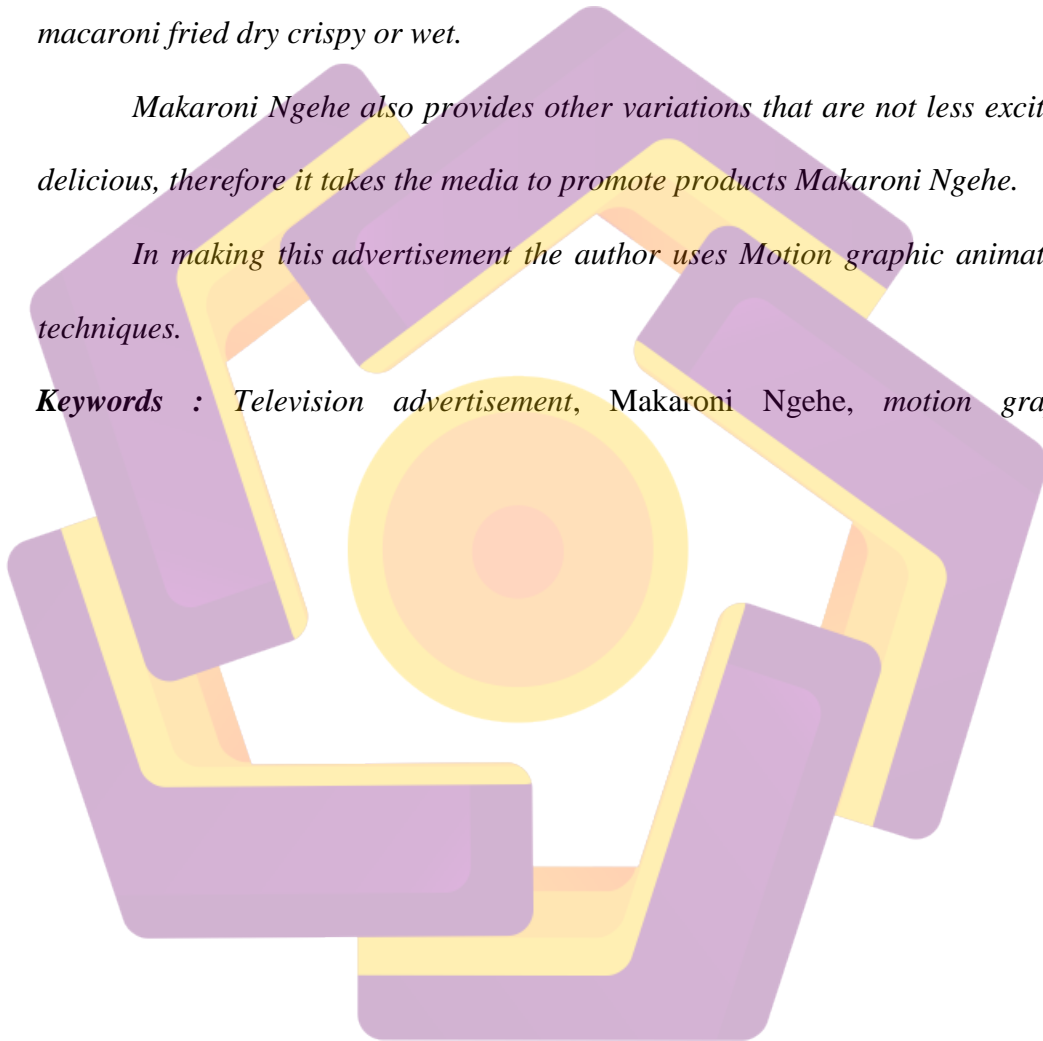 macaroni fried dry crispy or wet.
Makaroni Ngehe also provides other variations that are not less excit
delicious, therefore it takes the media to promote products Makaroni Ngehe.
In making this advertisement the author uses Motion graphic animat
techniques.
Keywords : Television advertisement, Makaroni Ngehe, motion gra